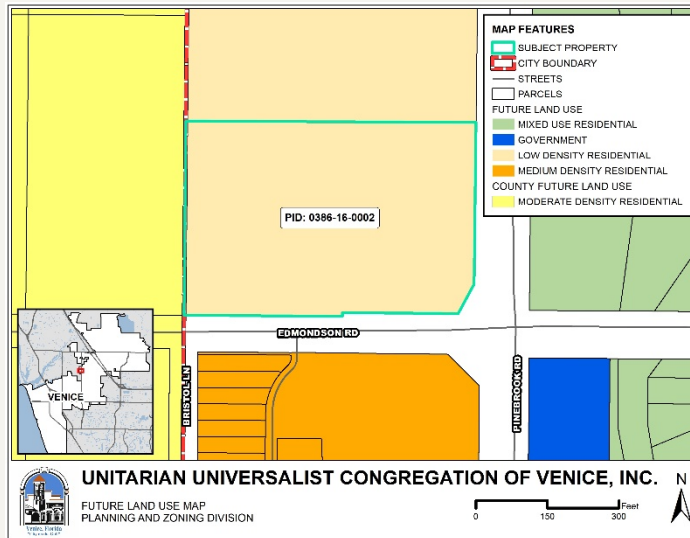 MAP FEATURES
SUBJECT PROPERTY
CITY BOUNDARY
STREETS
PARCELS
FUTURE LAND USE
MIXED USE RESIDENTIAL
GOVERNMENT
LOW DENSITY RESIDENTIAL
MEDIUM DENSITY RESIDENTIAL
COUNTY FUTURE LAND USE
MODERATE DENSITY RESIDENTIAL
PID: 0386-16-0002
EDMONDSON RD
BRISTOL LN
PINEBROOK RD
VENICE
UNITARIAN UNIVERSALIST CONGREGATION OF VENICE, INC.
FUTURE LAND USE MAP
PLANNING AND ZONING DIVISION
Venice, Florida
0 150 300 Feet
N